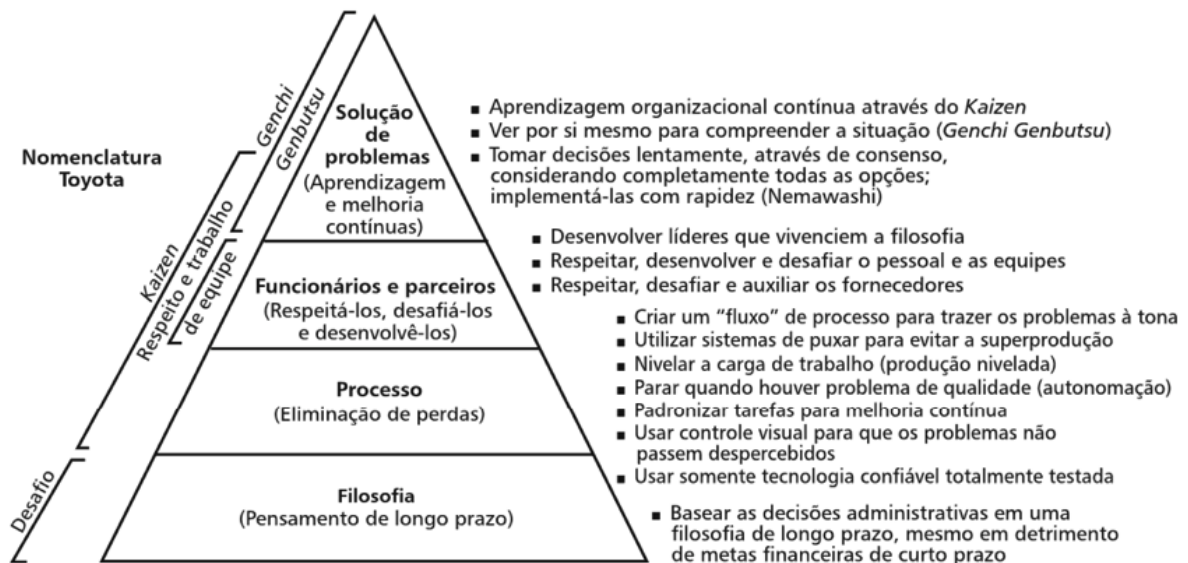 Nomenclatura
Toyota
Genchi
Genbutsu
Kaizen
Respeito e trabalho
de equipe
Desafio
Solução
de
problemas
(Aprendizagem
e melhoria
contínuas)
▪ Aprendizagem organizacional contínua através do Kaizen
▪ Ver por si mesmo para compreender a situação (Genchi Genbutsu)
▪ Tomar decisões lentamente, através de consenso,
considerando completamente todas as opções;
implementá-las com rapidez (Nemawashi)
Funcionários e parceiros
(Respeitá-los, desafiá-los
e desenvolvê-los)
▪ Desenvolver líderes que vivenciem a filosofia
▪ Respeitar, desenvolver e desafiar o pessoal e as equipes
▪ Respeitar, desafiar e auxiliar os fornecedores
Processo
(Eliminação de perdas)
▪ Criar um “fluxo” de processo para trazer os problemas à tona
▪ Utilizar sistemas de puxar para evitar a superprodução
▪ Nivelar a carga de trabalho (produção nivelada)
▪ Parar quando houver problema de qualidade (autonomação)
▪ Padronizar tarefas para melhoria contínua
▪ Usar controle visual para que os problemas não
passem despercebidos
▪ Usar somente tecnologia confiável totalmente testada
Filosofia
(Pensamento de longo prazo)
▪ Basear as decisões administrativas em uma
filosofia de longo prazo, mesmo em detrimento
de metas financeiras de curto prazo